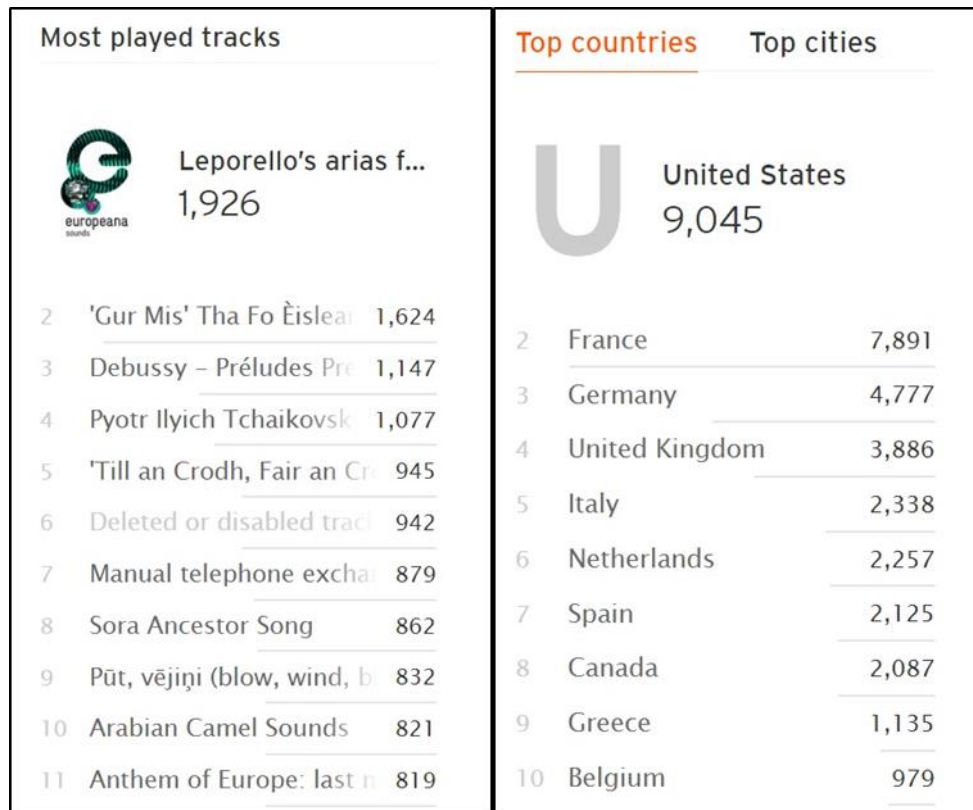 Most played tracks
europeana
sounds
Leporello's arias f...
1,926
2 'Gur Mis' Tha Fo Èislea 1,624
3 Debussy – Préludes Pre 1,147
4 Pyotr Ilyich Tchaikovsk 1,077
5 'Till an Crodh, Fair an Cr 945
6 Deleted or disabled trac 942
7 Manual telephone excha 879
8 Sora Ancestor Song 862
9 Pūt, vējiņi (blow, wind, b 832
10 Arabian Camel Sounds 821
11 Anthem of Europe: last 819
Top countries Top cities
U
United States
9,045
2 France 7,891
3 Germany 4,777
4 United Kingdom 3,886
5 Italy 2,338
6 Netherlands 2,257
7 Spain 2,125
8 Canada 2,087
9 Greece 1,135
10 Belgium 979